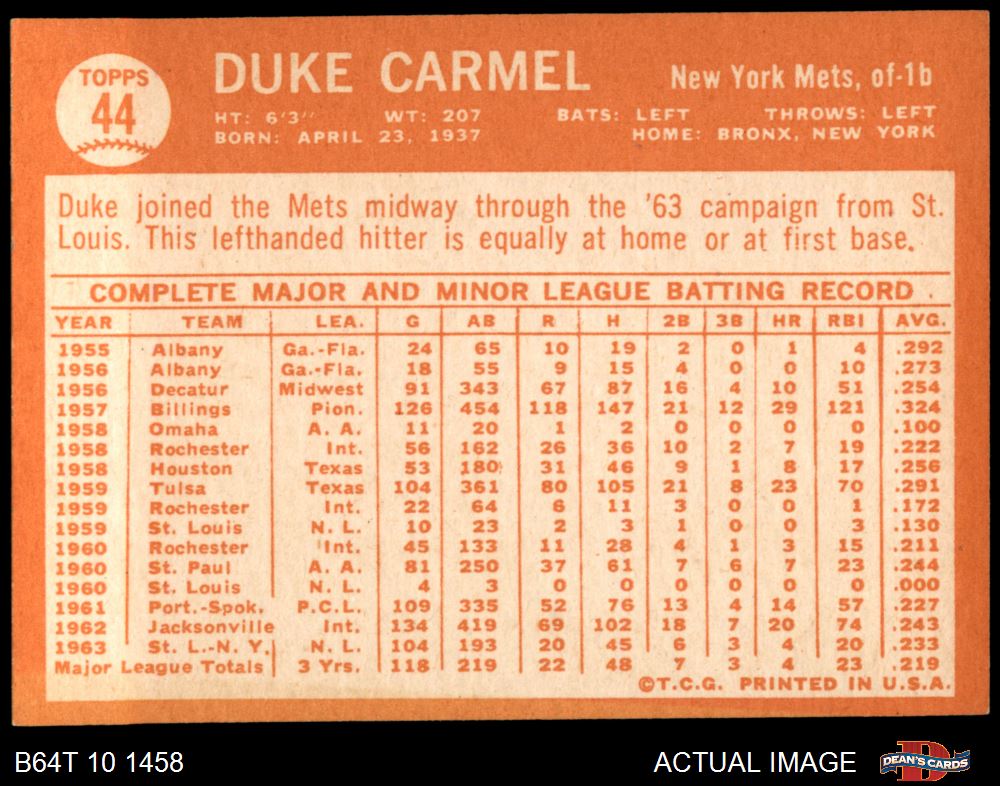 TOPPS
44
DUKE CARMEL
New York Mets, of-1b
HT: 6'3" WT: 207 BATS: LEFT THROWS: LEFT
BORN: APRIL 23, 1937 HOME: BRONX, NEW YORK
Duke joined the Mets midway through the '63 campaign from St.
Louis. This lefthanded hitter is equally at home or at first base.
COMPLETE MAJOR AND MINOR LEAGUE BATTING RECORD
YEAR TEAM LEA. G AB R H 2B 3B HR RBI AVG.
1955 Albany Ga.-Fla. 24 65 10 19 2 0 1 4 .292
1956 Albany Ga.-Fla. 18 55 9 15 4 0 0 10 .273
1956 Decatur Midwest 91 343 67 87 16 4 10 51 .254
1957 Billings Pion. 126 454 118 147 21 12 29 121 .324
1958 Omaha A. A. 11 20 1 2 0 0 0 0 .100
1958 Rochester Int. 56 162 26 36 10 2 7 19 .222
1958 Houston Texas 53 180 31 46 9 1 8 17 .256
1959 Tulsa Texas 104 361 80 105 21 8 23 70 .291
1959 Rochester Int. 22 64 6 11 3 0 0 1 .172
1959 St. Louis N. L. 10 23 2 3 1 0 0 3 .130
1960 Rochester Int. 45 133 11 28 4 1 3 15 .211
1960 St. Paul A. A. 81 250 37 61 7 6 7 23 .244
1960 St. Louis N. L. 4 3 0 0 0 0 0 0 .000
1961 Port.-Spok. P.C.L. 109 335 52 76 13 4 14 57 .227
1962 Jacksonville Int. 134 419 69 102 18 7 20 74 .243
1963 St. L.-N. Y. N. L. 104 193 20 45 6 3 4 20 .233
Major League Totals 3 Yrs. 118 219 22 48 7 3 4 23 .219
©T.C.G. PRINTED IN U.S.A.
B64T 10 1458
ACTUAL IMAGE
DEAN'S CARDS